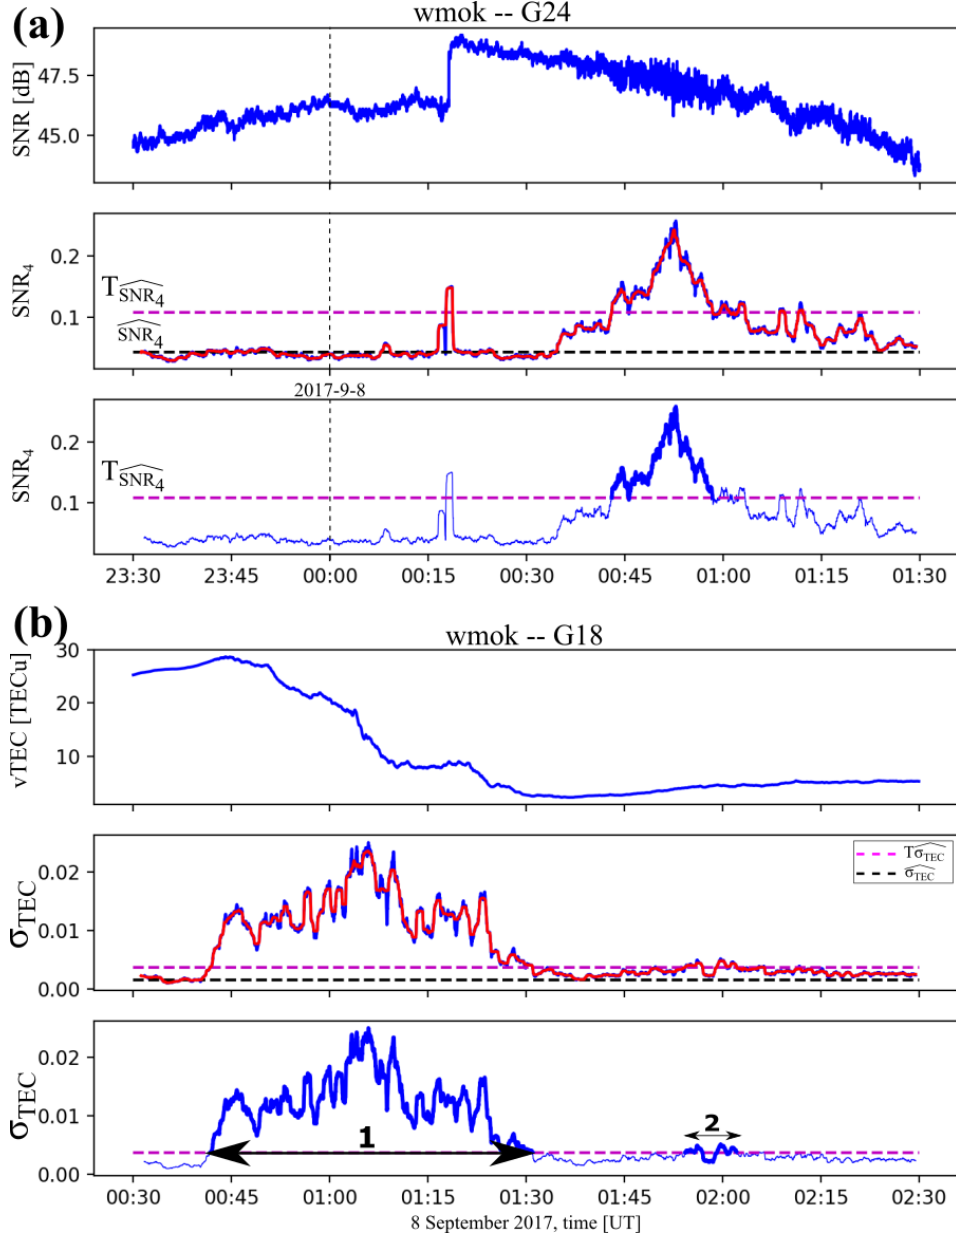 (a)
wmok -- G24
SNR [dB]
47.5
45.0
SNR4
0.2
0.1
TSNR4
SNR4
2017-9-8
SNR4
0.2
0.1
TSNR4
23:30 23:45 00:00 00:15 00:30 00:45 01:00 01:15 01:30
(b)
wmok -- G18
vTEC [TECu]
30
20
10
σTEC
0.02
0.01
0.00
TσTEC
σTEC
σTEC
0.02
0.01
0.00
1
2
00:30 00:45 01:00 01:15 01:30 01:45 02:00 02:15 02:30
8 September 2017, time [UT]